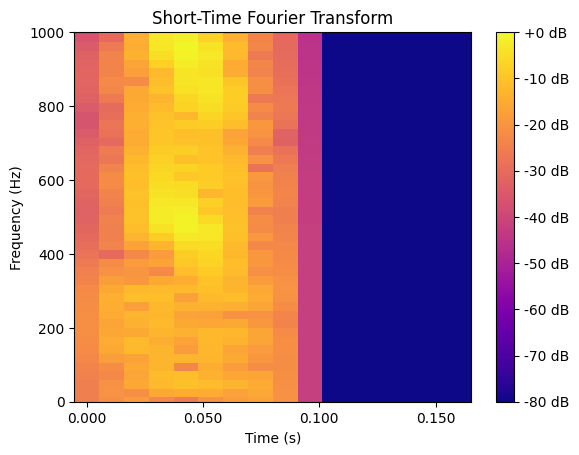 Short-Time Fourier Transform
Frequency (Hz)
1000
800
600
400
200
0
0.000
0.050
0.100
0.150
Time (s)
+0 dB
-10 dB
-20 dB
-30 dB
-40 dB
-50 dB
-60 dB
-70 dB
-80 dB